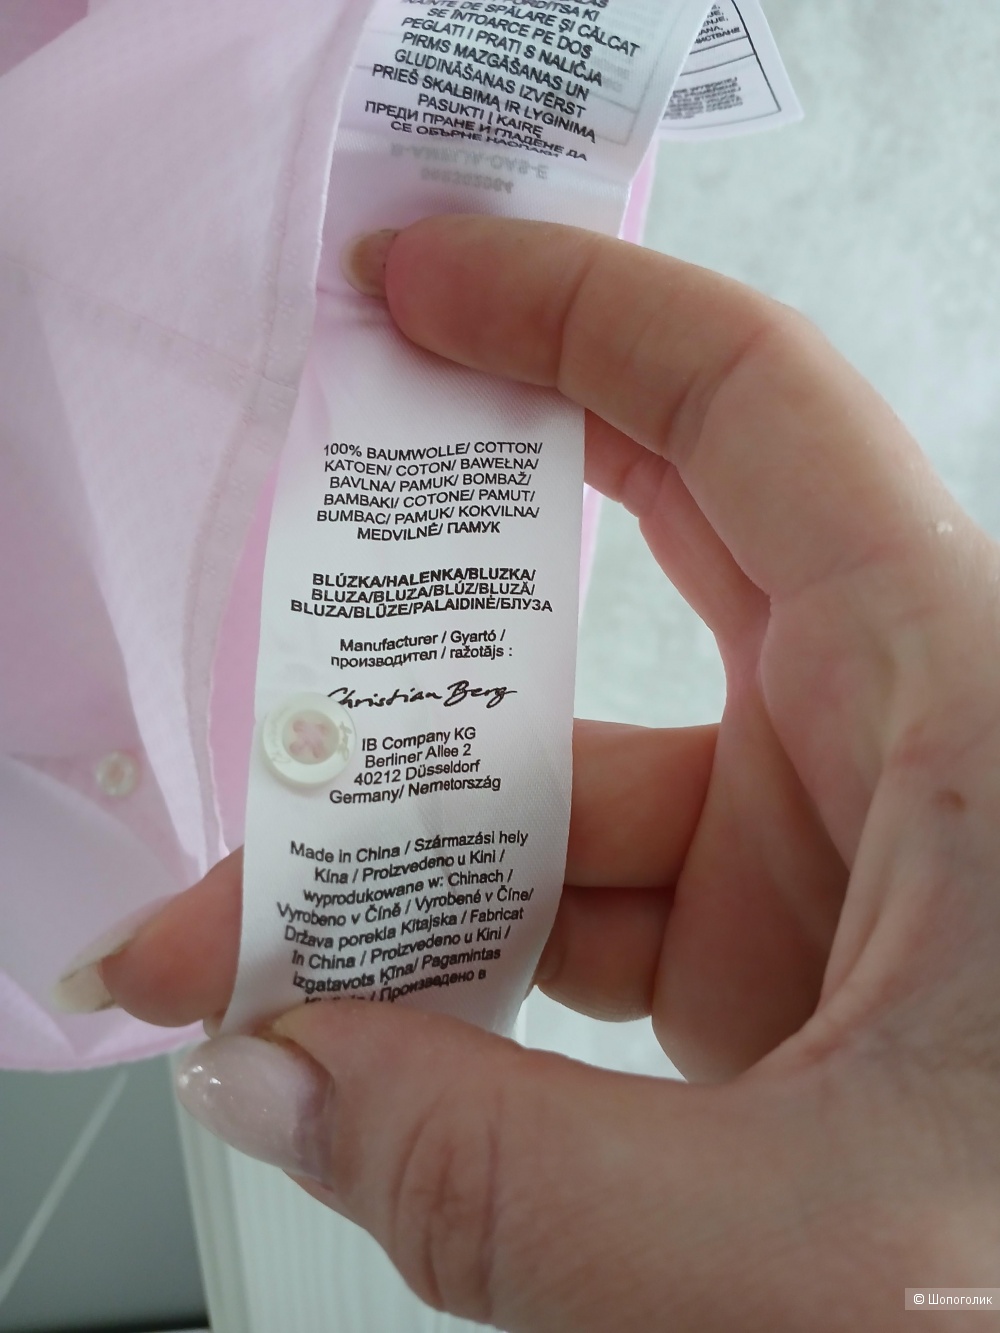 SE ÎNTOARCE PE DOS
PEGLATI I PRATI S NALIČJA
PIRMS MAZGĀŠANAS UN
GLUDINĀŠANAS IZVĒRST
PRIEŠ SKALBIMĄ IR LYGINIMĄ
PASUKTI Į KAIRĘ
ПРЕДИ ПРАНЕ И ГЛАДЕНЕ ДА
СЕ ОБЪРНЕ НАОПАКИ
100% BAUMWOLLE/ COTTON/
KATOEN/ COTON/ BAWEŁNA/
BAVLNA/ PAMUK/ BOMBAŽ/
BAMBAKI/ COTONE/ PAMUT/
BUMBAC/ PAMUK/ KOKVILNA/
MEDVILNĖ/ ПАМУК
BLÚZKA/HALENKA/BLUZKA/
BLUZA/BLUZA/BLÚZ/BLUZĂ/
BLUZA/BLŪZE/PALAIDINĖ/БЛУЗА
Manufacturer / Gyartó /
производител / ražotājs :
Christian Berg
IB Company KG
Berliner Allee 2
40212 Düsseldorf
Germany/ Németország
Made in China / Származási hely
Kína / Proizvedeno u Kini /
wyprodukowane w: Chinach /
Vyrobeno v Číně / Vyrobené v Číne/
Država porekla Kitajska / Fabricat
în China / Proizvedeno u Kini /
izgatavots Ķīna/ Pagamintas
/ Произведено в
© Шопоголик